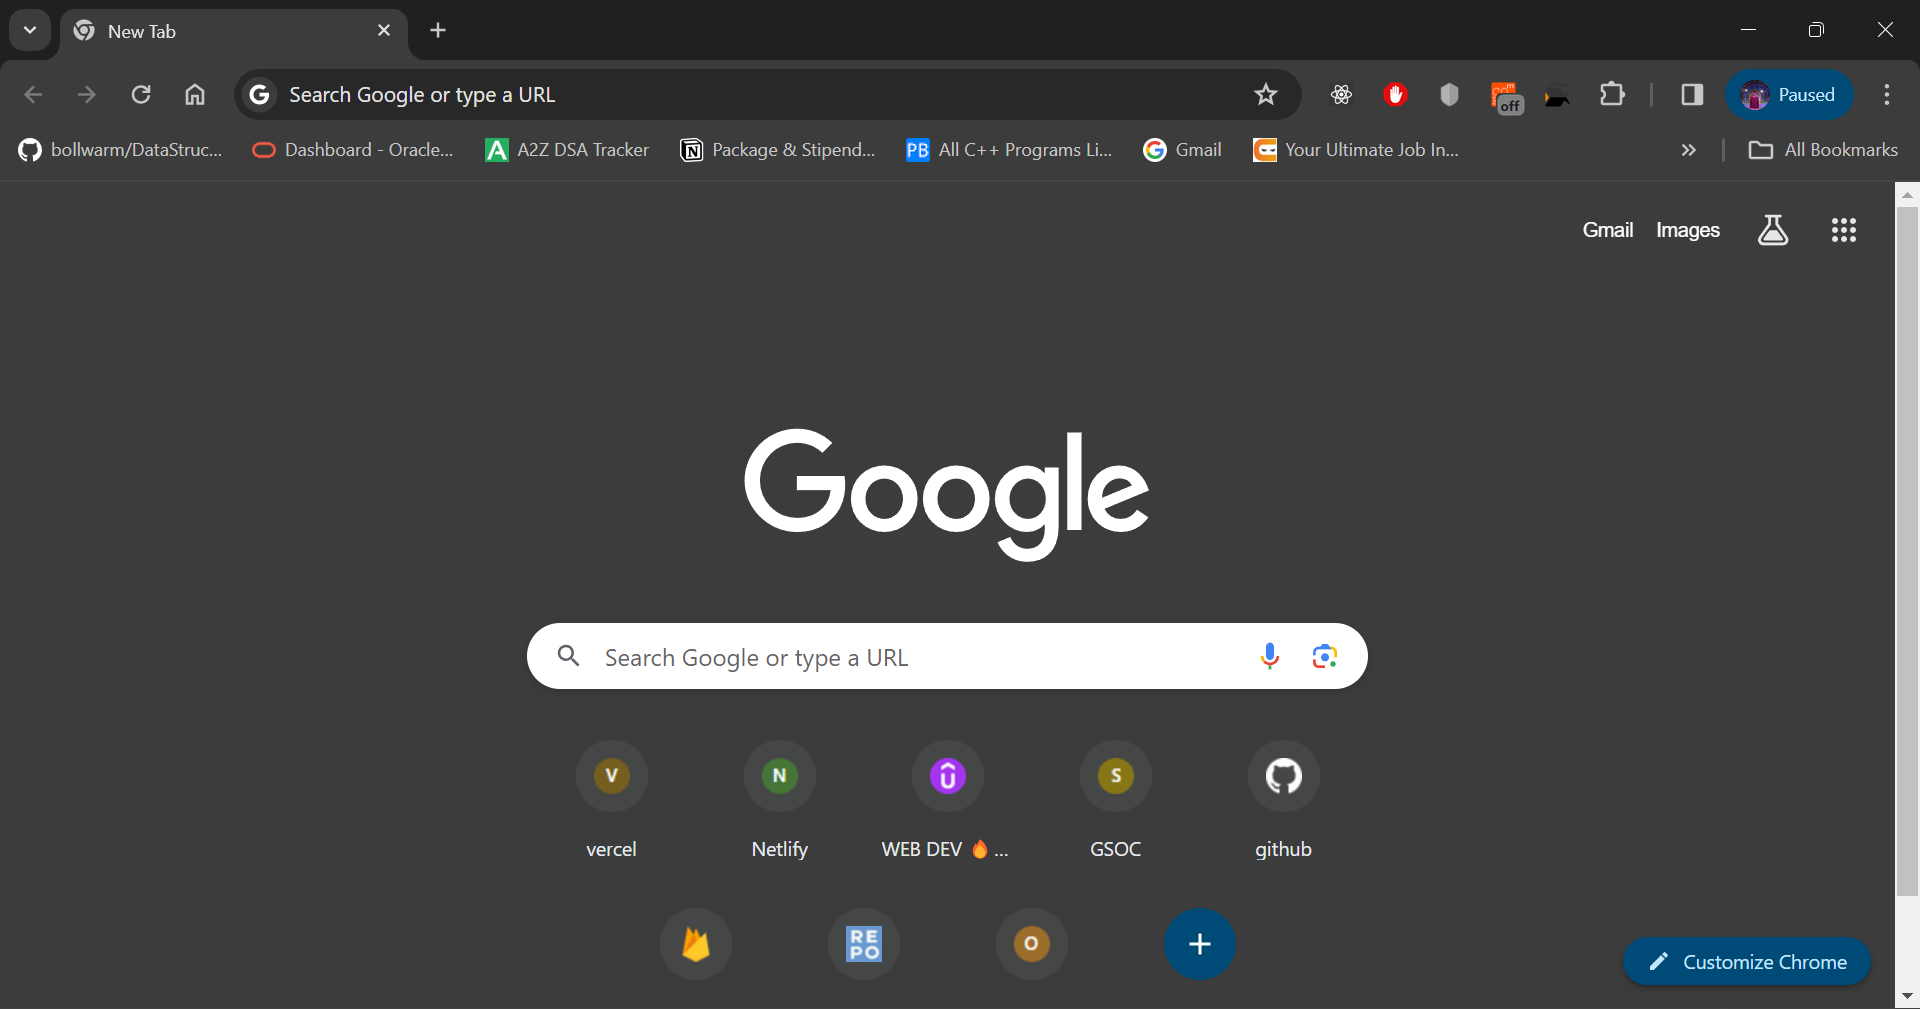 New Tab
Search Google or type a URL
off
Paused
bollwarm/DataStruc...
Dashboard - Oracle...
A A2Z DSA Tracker
N Package & Stipend...
PB All C++ Programs Li...
G Gmail
Your Ultimate Job In...
All Bookmarks
Gmail
Images
Google
Search Google or type a URL
V
N
S
vercel
Netlify
WEB DEV 🔥 ...
GSOC
github
RE
PO
O
Customize Chrome